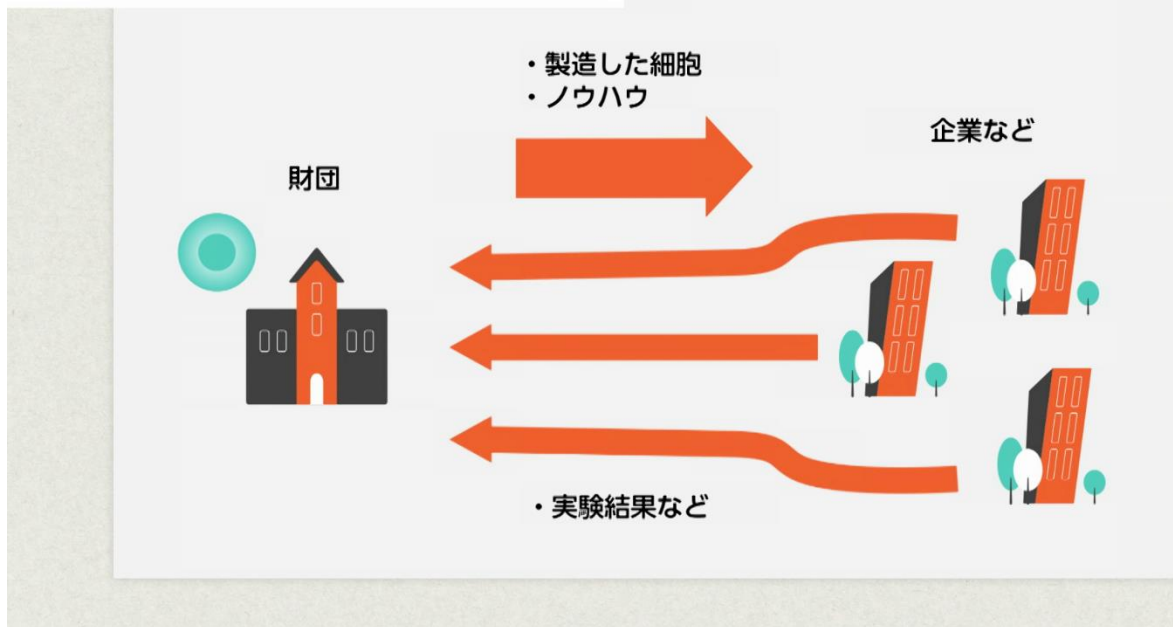 ・製造した細胞
・ノウハウ
企業など
財団
・実験結果など